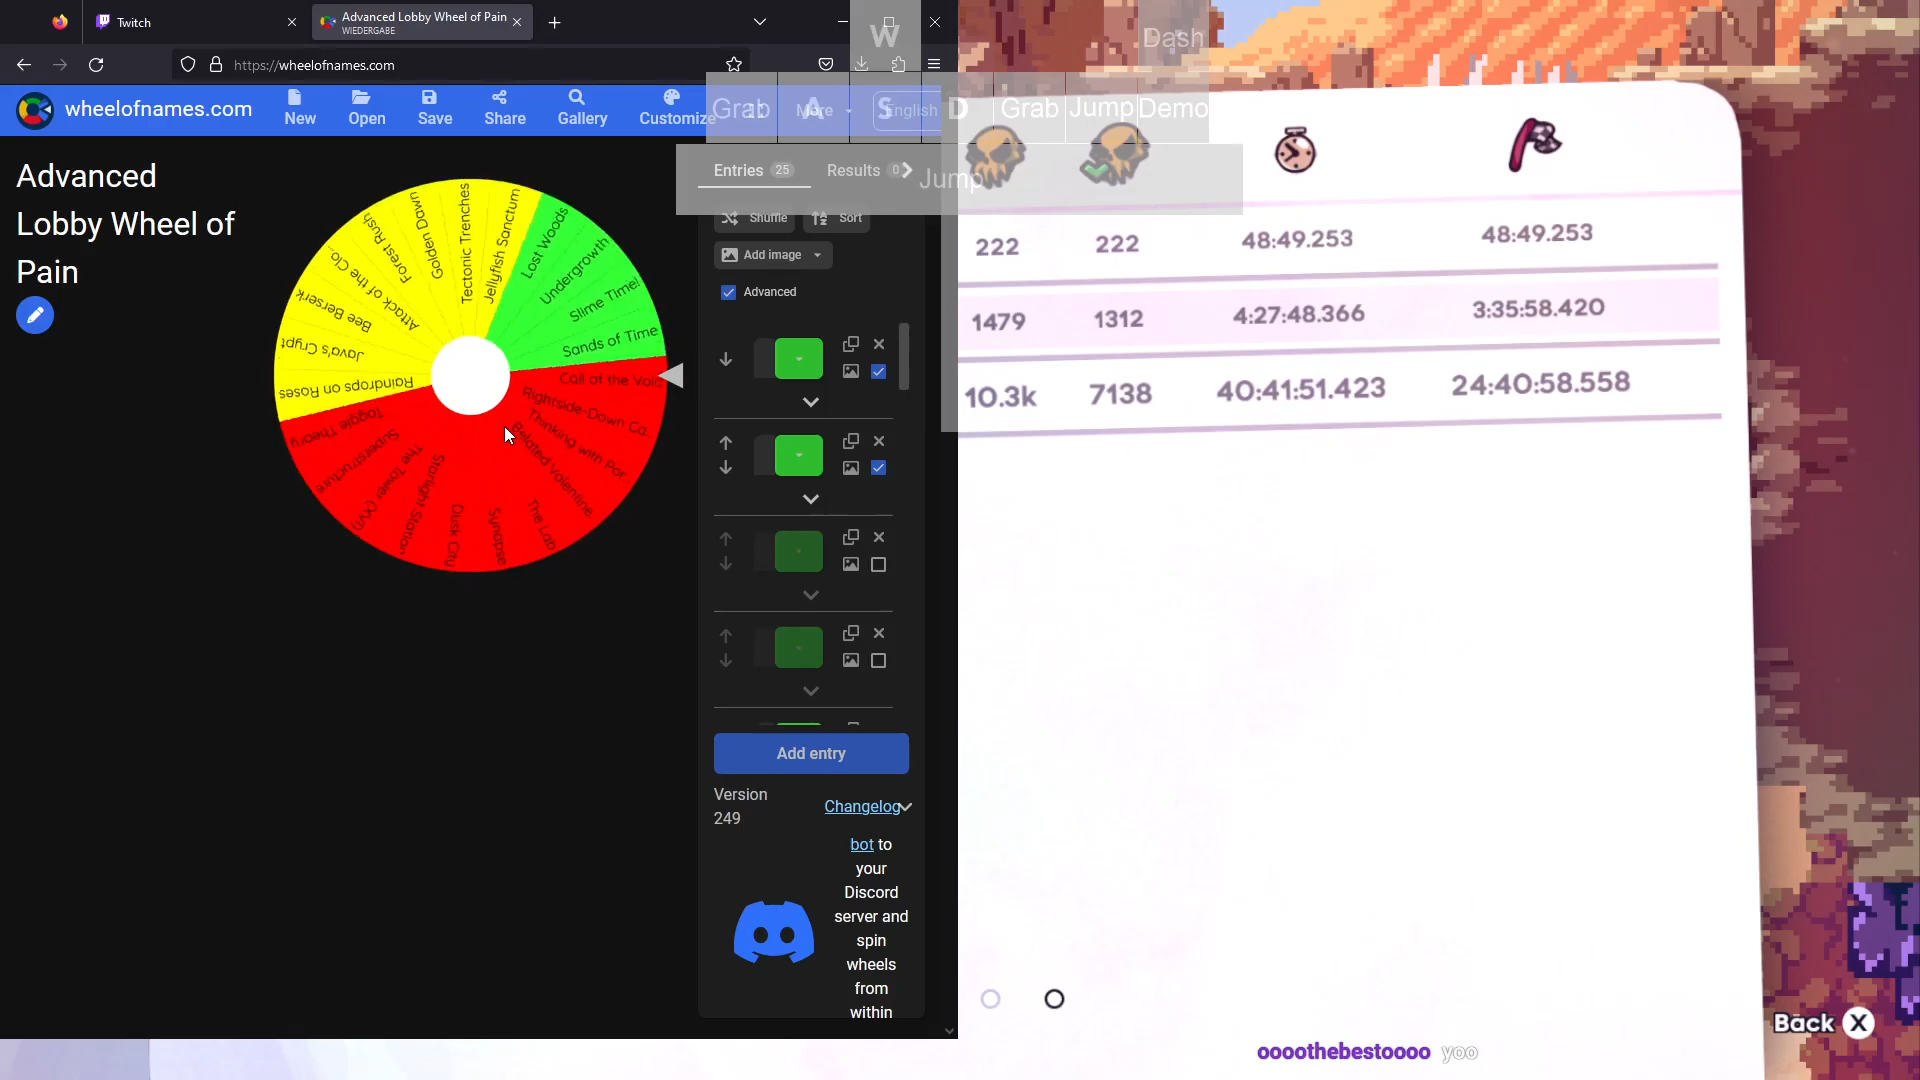 Twitch
Advanced Lobby Wheel of Pain
WIEDERGABE
W
Dash
https://wheelofnames.com
wheelofnames.com
New
Open
Save
Share
Gallery
Customize
More
English
Grab
A
S
D
Grab
Jump
Demo
Jump
Advanced
Lobby Wheel of
Pain
Entries 25
Results 0
Shuffle
Sort
Add image
Advanced
Jellyfish Sanctum
Tectonic Trenches
Golden Dawn
Forest Rush
Attack of the Clo..
Bee Berserk
Java's Crypt
Raindrops on Roses
Toggle Theory
Superstructure
The Tower (XVI)
Starlight Station
Dusk City
Synapse
The Lab
Belated Valentine..
Thinking with Por..
Rightside-Down Ca..
Call of the Void
Sands of Time
Slime Time!
Undergrowth
Lost Woods
Add entry
Version
249
Changelog
bot to
your
Discord
server and
spin
wheels
from
within
222 222 48:49.253 48:49.253
1479 1312 4:27:48.366 3:35:58.420
10.3k 7138 40:41:51.423 24:40:58.558
Back X
oooothebestoooo yoo